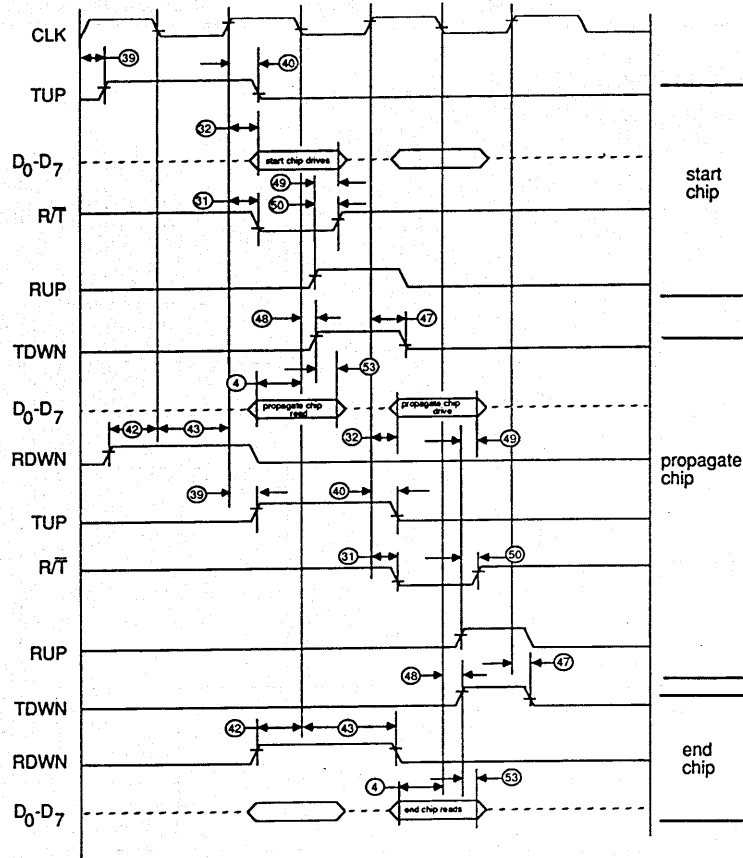 CLK
39
40
TUP
32
D0-D7
start chip drives
start
chip
49
31
50
R/T̅
RUP
48
47
TDWN
4
53
D0-D7
propagate chip
read
propagate chip
drive
32
49
42
43
RDWN
propagate
chip
39
40
TUP
31
50
R/T̅
RUP
48
47
TDWN
42
43
RDWN
end
chip
4
53
D0-D7
end chip reads